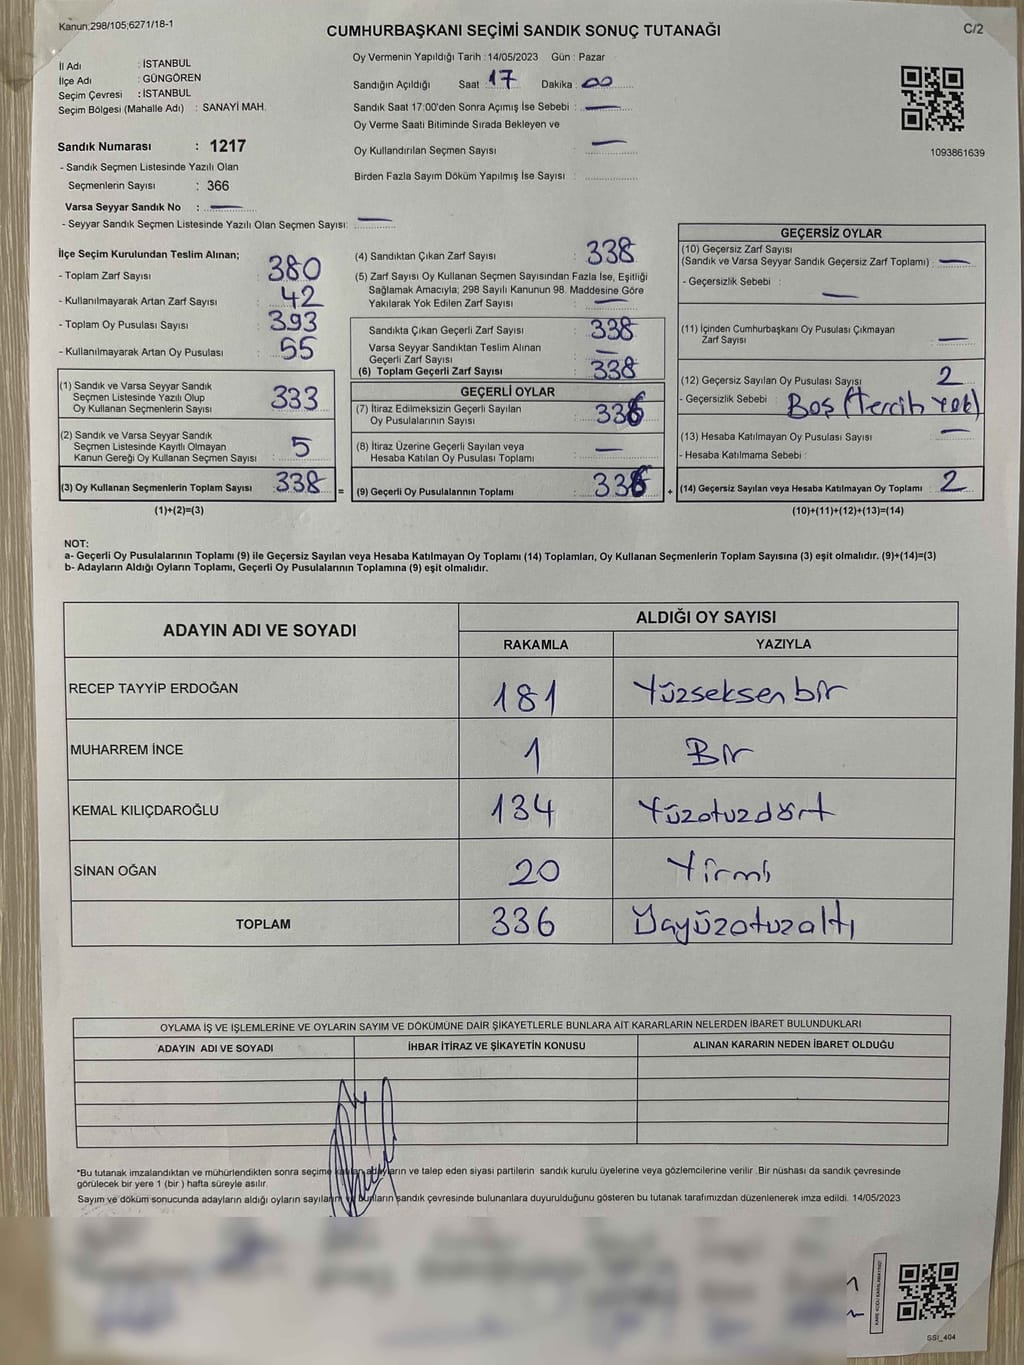 Kanun;298/105;6271/18-1
CUMHURBAŞKANI SEÇİMİ SANDIK SONUÇ TUTANAĞI
C/2
İl Adı : İSTANBUL
İlçe Adı : GÜNGÖREN
Seçim Çevresi : İSTANBUL
Seçim Bölgesi (Mahalle Adı) : SANAYİ MAH.
Sandık Numarası : 1217
- Sandık Seçmen Listesinde Yazılı Olan
Seçmenlerin Sayısı : 366
Varsa Seyyar Sandık No : —
- Seyyar Sandık Seçmen Listesinde Yazılı Olan Seçmen Sayısı: —
Oy Vermenin Yapıldığı Tarih : 14/05/2023 Gün : Pazar
Sandığın Açıldığı Saat 17 Dakika : 00
Sandık Saat 17:00'den Sonra Açımış İse Sebebi : —
Oy Verme Saati Bitiminde Sırada Bekleyen ve
Oy Kullandırılan Seçmen Sayısı : —
Birden Fazla Sayım Döküm Yapılmış İse Sayısı :
1093861639
İlçe Seçim Kurulundan Teslim Alınan;
- Toplam Zarf Sayısı : 380
- Kullanılmayarak Artan Zarf Sayısı : 42
- Toplam Oy Pusulası Sayısı : 393
- Kullanılmayarak Artan Oy Pusulası : 55
(1) Sandık ve Varsa Seyyar Sandık
Seçmen Listesinde Yazılı Olup
Oy Kullanan Seçmenlerin Sayısı : 333
(2) Sandık ve Varsa Seyyar Sandık
Seçmen Listesinde Kayıtlı Olmayan
Kanun Gereği Oy Kullanan Seçmen Sayısı : 5
(3) Oy Kullanan Seçmenlerin Toplam Sayısı : 338 =
(1)+(2)=(3)
(4) Sandıktan Çıkan Zarf Sayısı : 338
(5) Zarf Sayısı Oy Kullanan Seçmen Sayısından Fazla İse, Eşitliği
Sağlamak Amacıyla; 298 Sayılı Kanunun 98. Maddesine Göre
Yakılarak Yok Edilen Zarf Sayısı : —
Sandıkta Çıkan Geçerli Zarf Sayısı : 338
Varsa Seyyar Sandıktan Teslim Alınan
Geçerli Zarf Sayısı : —
(6) Toplam Geçerli Zarf Sayısı : 338
GEÇERLİ OYLAR
(7) İtiraz Edilmeksizin Geçerli Sayılan
Oy Pusulalarının Sayısı : 336
(8) İtiraz Üzerine Geçerli Sayılan veya
Hesaba Katılan Oy Pusulası Toplamı : —
(9) Geçerli Oy Pusulalarının Toplamı : 336 +
GEÇERSİZ OYLAR
(10) Geçersiz Zarf Sayısı
(Sandık ve Varsa Seyyar Sandık Geçersiz Zarf Toplamı) : —
- Geçersizlik Sebebi : —
(11) İçinden Cumhurbaşkanı Oy Pusulası Çıkmayan
Zarf Sayısı : —
(12) Geçersiz Sayılan Oy Pusulası Sayısı : 2
- Geçersizlik Sebebi : Boş (Tercih Yok)
(13) Hesaba Katılmayan Oy Pusulası Sayısı : —
- Hesaba Katılmama Sebebi :
(14) Geçersiz Sayılan veya Hesaba Katılmayan Oy Toplamı : 2
(10)+(11)+(12)+(13)=(14)
NOT:
a- Geçerli Oy Pusulalarının Toplamı (9) ile Geçersiz Sayılan veya Hesaba Katılmayan Oy Toplamı (14) Toplamları, Oy Kullanan Seçmenlerin Toplam Sayısına (3) eşit olmalıdır. (9)+(14)=(3)
b- Adayların Aldığı Oyların Toplamı, Geçerli Oy Pusulalarının Toplamına (9) eşit olmalıdır.
ADAYIN ADI VE SOYADI
ALDIĞI OY SAYISI
RAKAMLA YAZIYLA
RECEP TAYYİP ERDOĞAN 181 Yüzseksenbir
MUHARREM İNCE 1 Bir
KEMAL KILIÇDAROĞLU 134 Yüzotuzdört
SİNAN OĞAN 20 Yirmi
TOPLAM 336 Üçyüzotuzaltı
OYLAMA İŞ VE İŞLEMLERİNE VE OYLARIN SAYIM VE DÖKÜMÜNE DAİR ŞİKAYETLERLE BUNLARA AİT KARARLARIN NELERDEN İBARET BULUNDUKLARI
ADAYIN ADI VE SOYADI İHBAR İTİRAZ VE ŞİKAYETİN KONUSU ALINAN KARARIN NEDEN İBARET OLDUĞU
*Bu tutanak imzalandıktan ve mühürlendikten sonra seçime katılan adayların ve talep eden siyasi partilerin sandık kurulu üyelerine veya gözlemcilerine verilir .Bir nüshası da sandık çevresinde
görülecek bir yere 1 (bir ) hafta süreyle asılır.
Sayım ve döküm sonucunda adayların aldığı oyların sayıların bunların sandık çevresinde bulunanlara duyurulduğunu gösteren bu tutanak tarafımızdan düzenlenerek imza edildi. 14/05/2023
SSİ_404